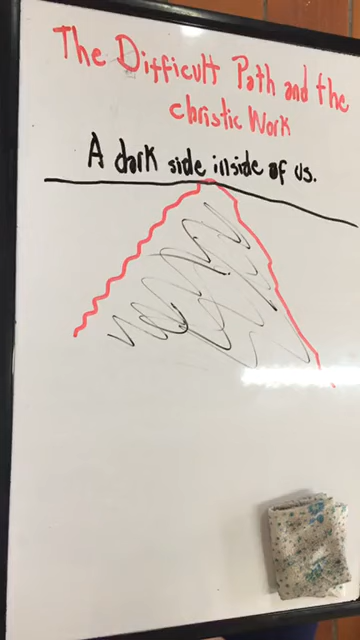 The Difficult Path and the
christic Work
A dark side inside of us.